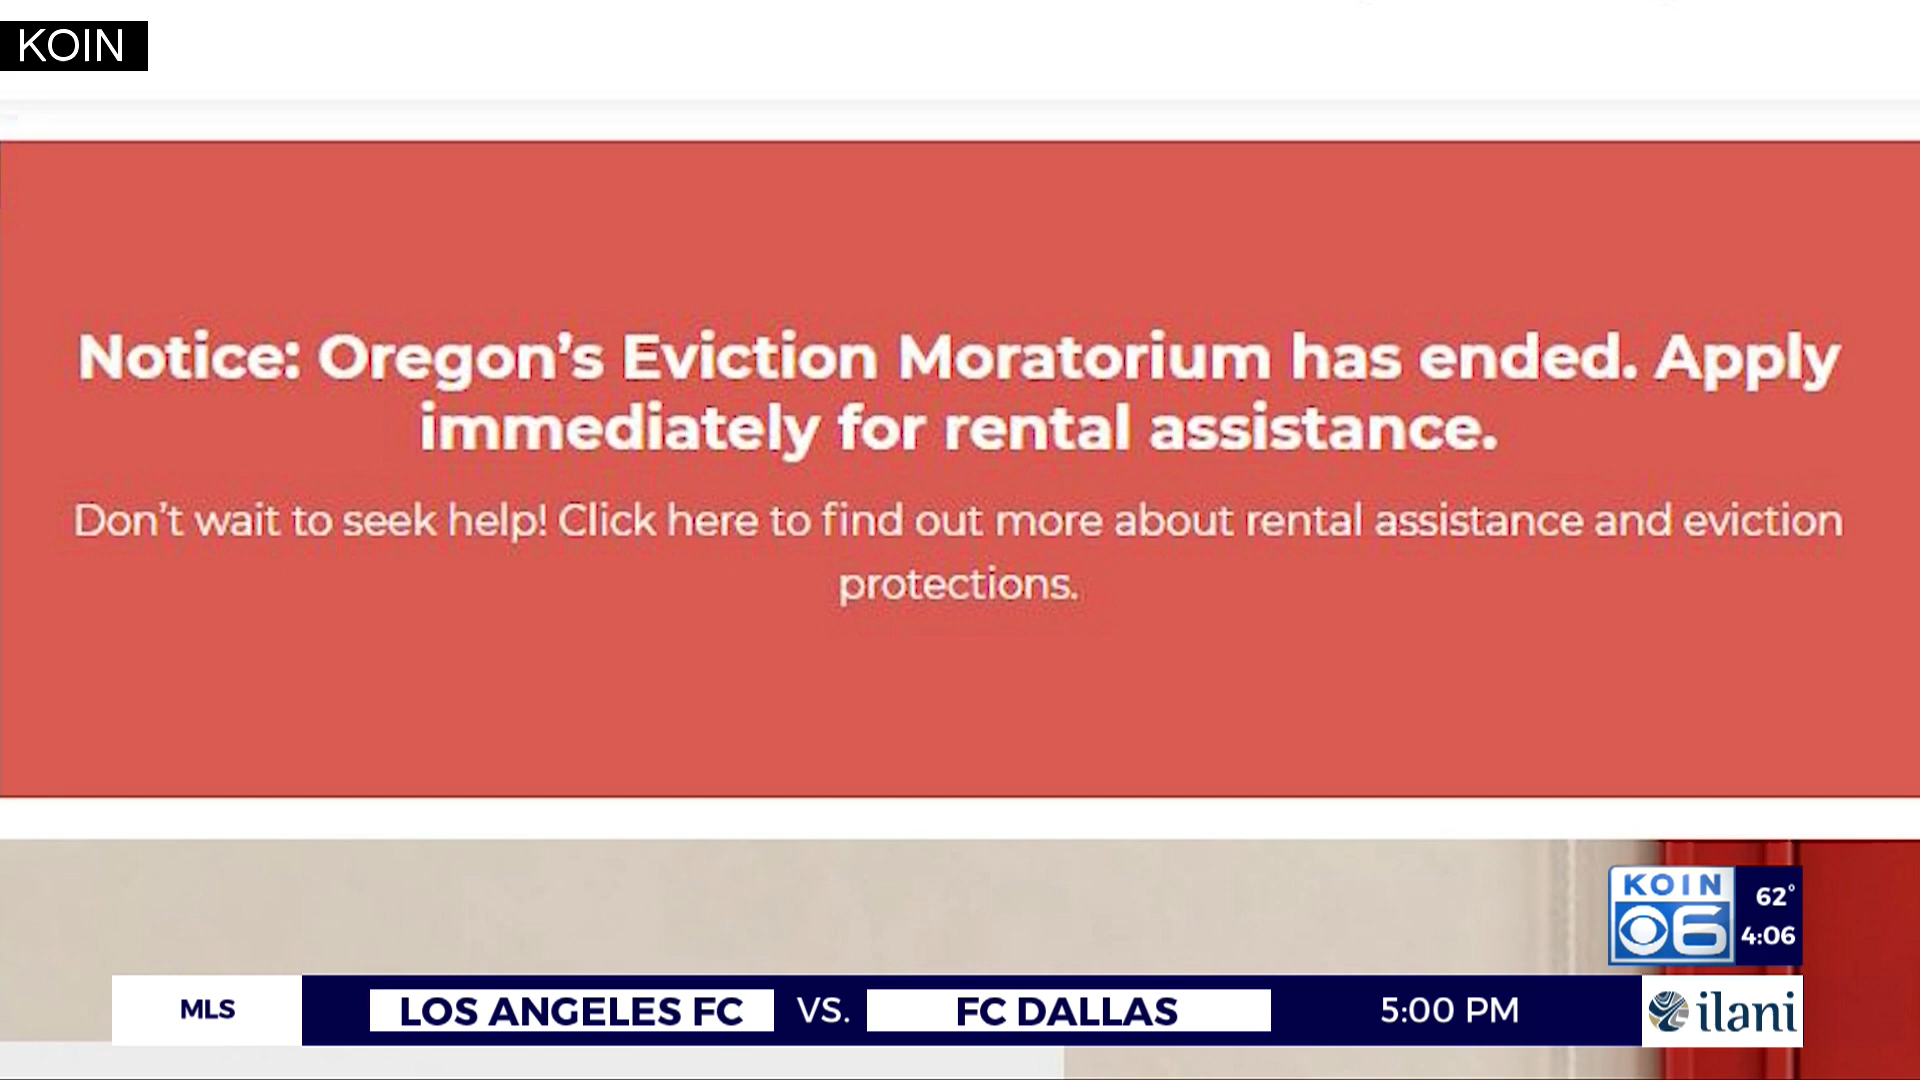 KOIN
Notice: Oregon's Eviction Moratorium has ended. Apply
immediately for rental assistance.
Don't wait to seek help! Click here to find out more about rental assistance and eviction
protections.
KOIN
6
62°
4:06
MLS LOS ANGELES FC VS. FC DALLAS 5:00 PM ilani